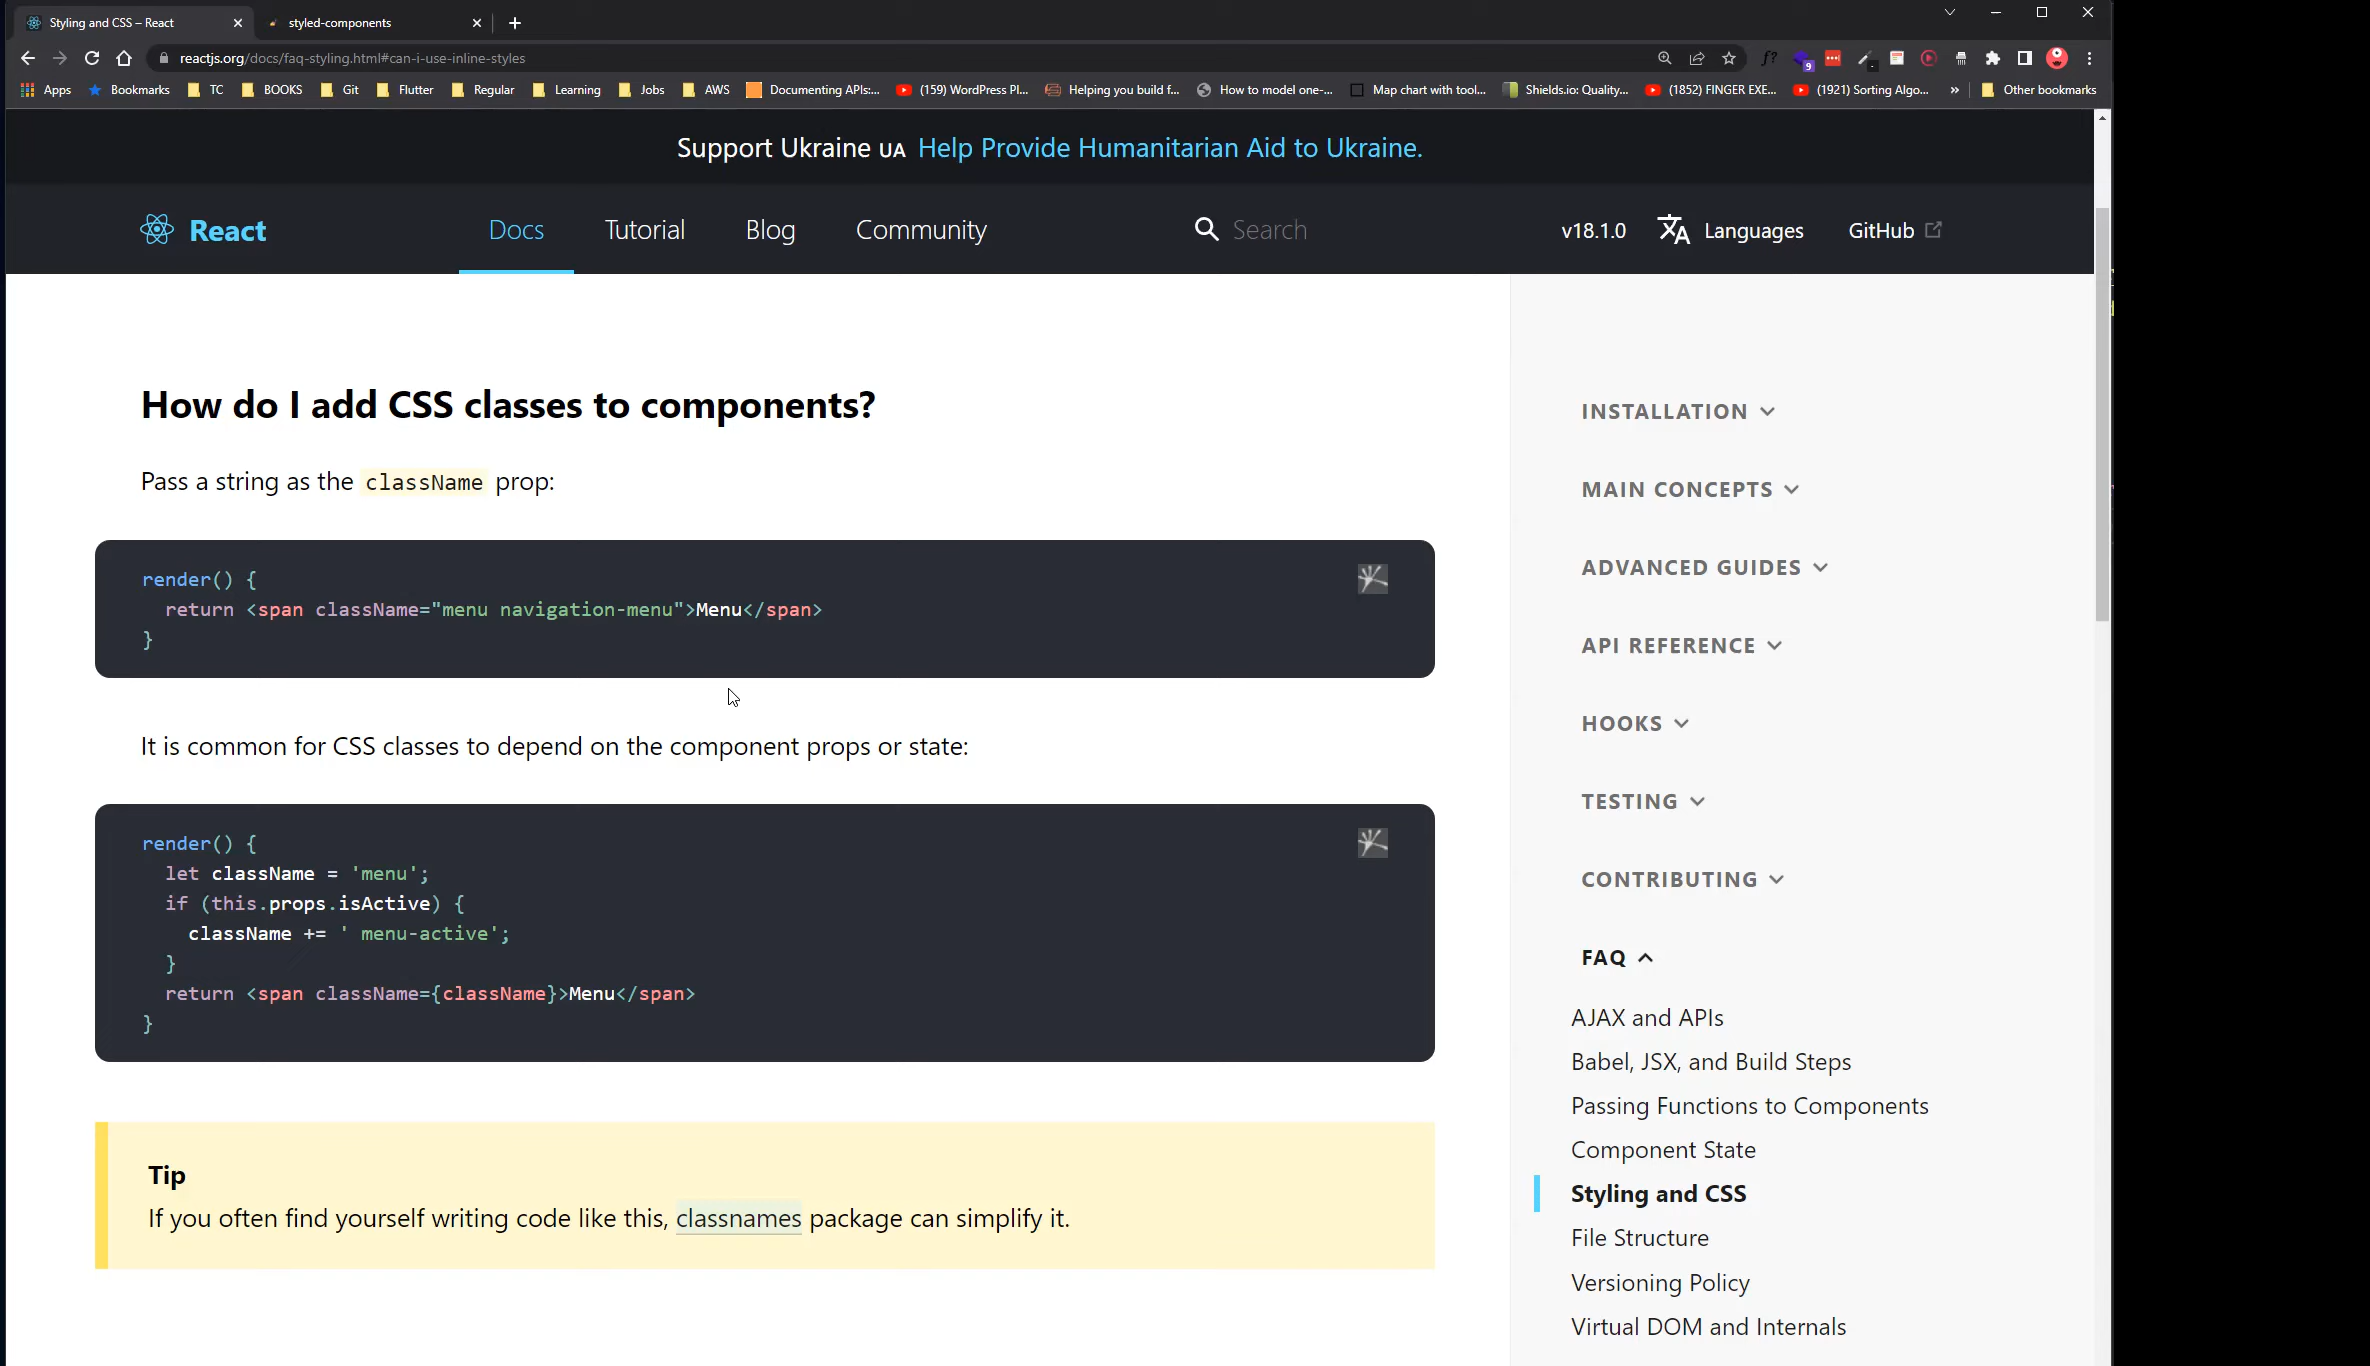 Styling and CSS – React
styled-components
reactjs.org/docs/faq-styling.html#can-i-use-inline-styles
9
Apps
Bookmarks
TC
BOOKS
Git
Flutter
Regular
Learning
Jobs
AWS
Documenting APIs:...
(159) WordPress Pl...
Helping you build f...
How to model one-...
Map chart with tool...
Shields.io: Quality...
(1852) FINGER EXE...
(1921) Sorting Algo...
»
Other bookmarks
Support Ukraine UA Help Provide Humanitarian Aid to Ukraine.
React
Docs
Tutorial
Blog
Community
Search
v18.1.0
Languages
GitHub
How do I add CSS classes to components?
Pass a string as the className prop:
render() {
  return <span className="menu navigation-menu">Menu</span>
}
It is common for CSS classes to depend on the component props or state:
render() {
  let className = 'menu';
  if (this.props.isActive) {
    className += ' menu-active';
  }
  return <span className={className}>Menu</span>
}
Tip
If you often find yourself writing code like this, classnames package can simplify it.
INSTALLATION
MAIN CONCEPTS
ADVANCED GUIDES
API REFERENCE
HOOKS
TESTING
CONTRIBUTING
FAQ
AJAX and APIs
Babel, JSX, and Build Steps
Passing Functions to Components
Component State
Styling and CSS
File Structure
Versioning Policy
Virtual DOM and Internals